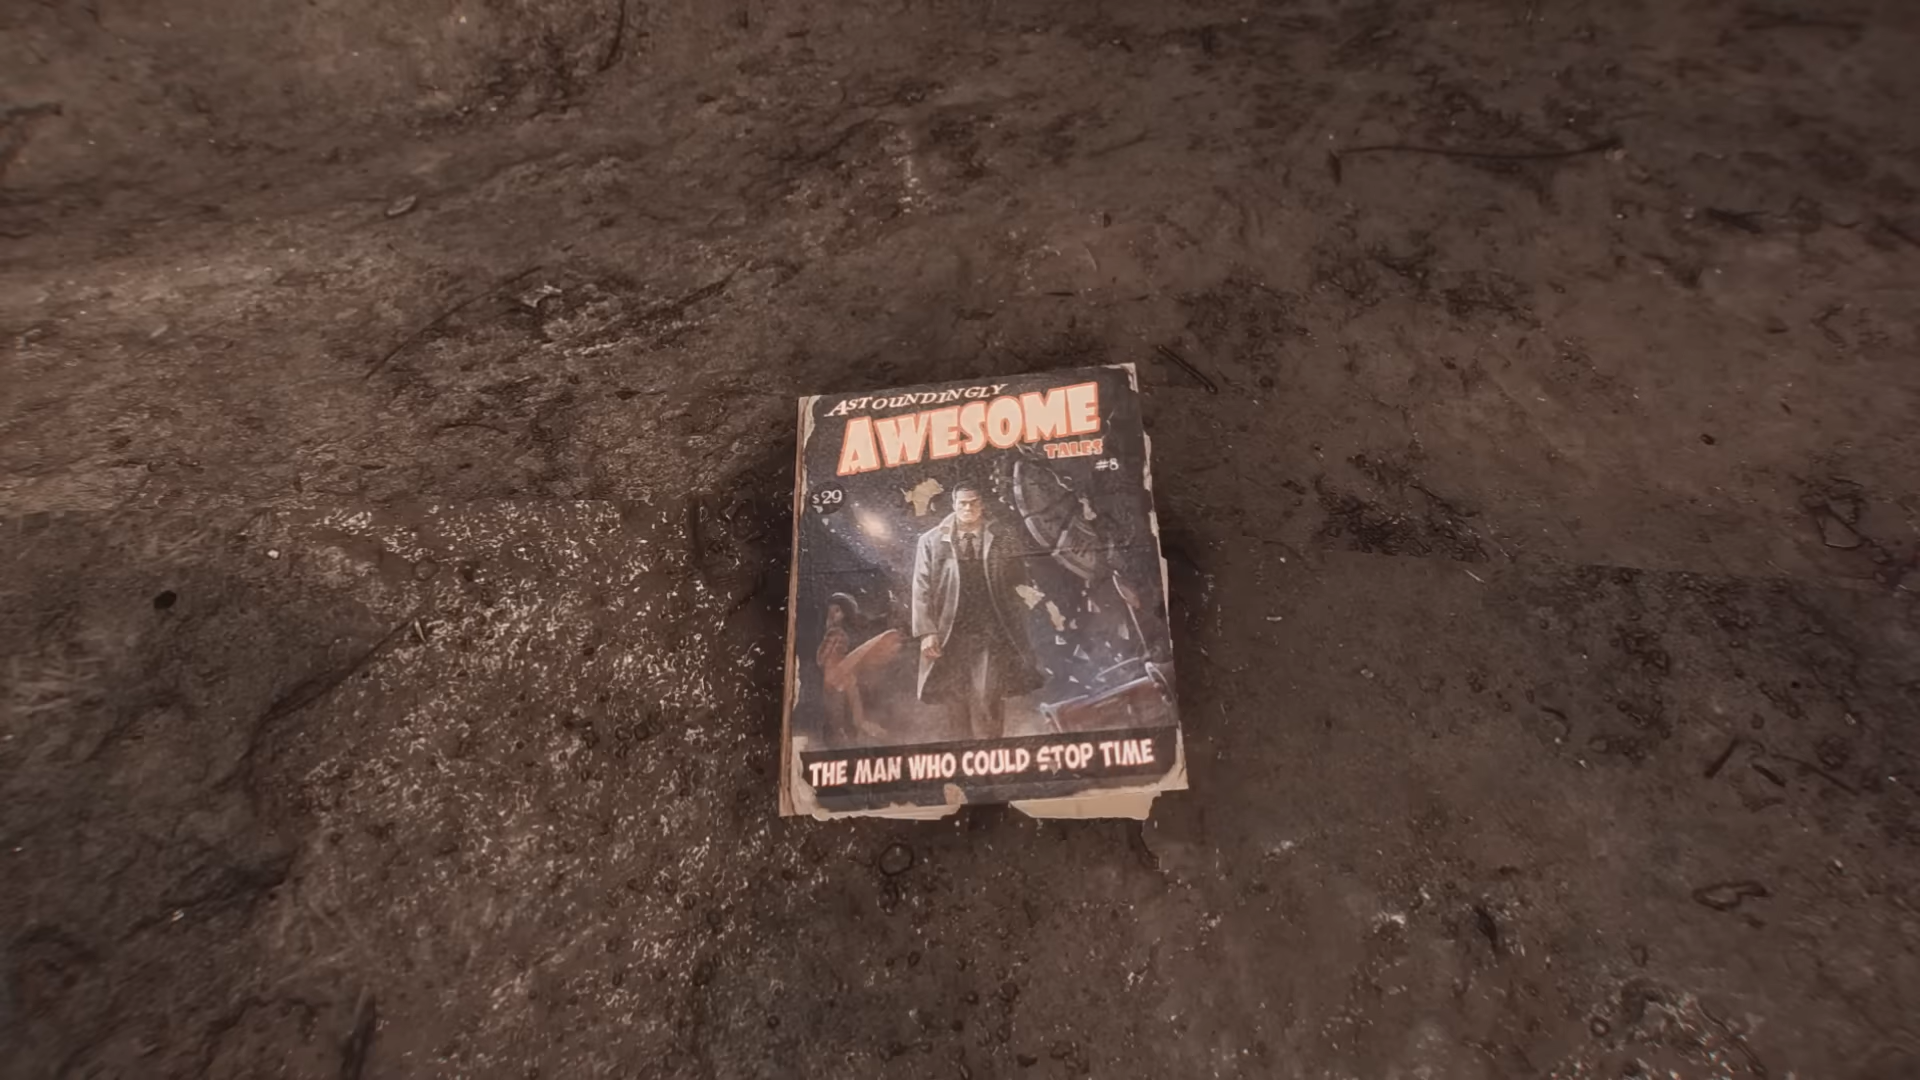 ASTOUNDINGLY
AWESOME
TALES
#8
$29
THE MAN WHO COULD STOP TIME